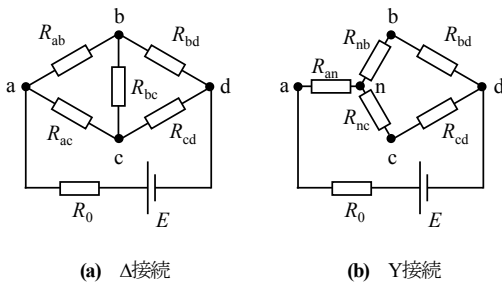 b
R_ab
R_bd
a
d
R_bc
R_ac
R_cd
c
R_0
E
(a) Δ接続
b
R_nb
R_bd
R_an
a
n
d
R_nc
R_cd
c
R_0
E
(b) Y接続